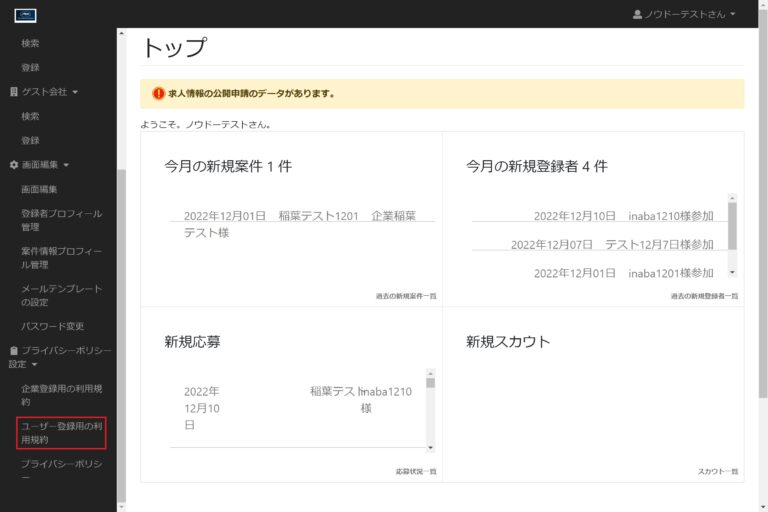 ノウドーテストさん
検索
登録
ゲスト会社
検索
登録
画面編集
画面編集
登録者プロフィール
管理
案件情報プロフィー
ル管理
メールテンプレート
の設定
パスワード変更
プライバシーポリシー
設定
企業登録用の利用規
約
ユーザー登録用の利
用規約
プライバシーポリシ
ー
トップ
求人情報の公開申請のデータがあります。
ようこそ。ノウドーテストさん。
今月の新規案件 1 件
2022年12月01日 稲葉テスト1201 企業稲葉
テスト様
過去の新規案件一覧
今月の新規登録者 4 件
2022年12月10日 inaba1210様参加
2022年12月07日 テスト12月7日様参加
2022年12月01日 inaba1201様参加
過去の新規登録者一覧
新規応募
2022年
12月10
日
稲葉テス
inaba1210
様
応募状況一覧
新規スカウト
スカウト一覧